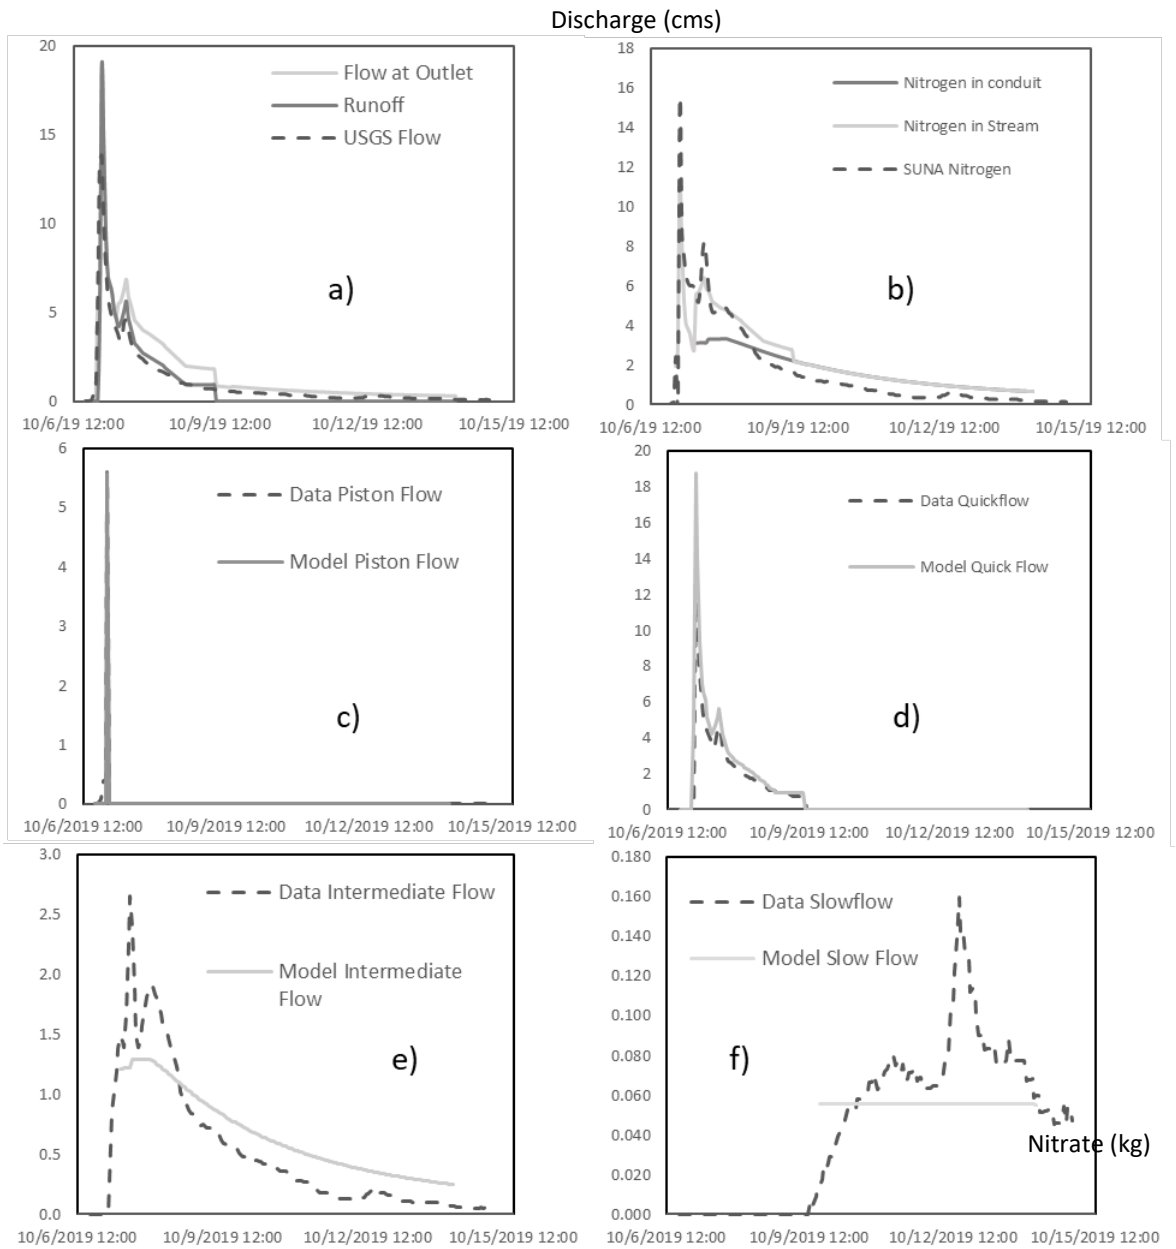 Discharge (cms)
20
15
10
5
0
Flow at Outlet
Runoff
USGS Flow
a)
10/6/19 12:00 10/9/19 12:00 10/12/19 12:00 10/15/19 12:00
18
16
14
12
10
8
6
4
2
0
Nitrogen in conduit
Nitrogen in Stream
SUNA Nitrogen
b)
10/6/19 12:00 10/9/19 12:00 10/12/19 12:00 10/15/19 12:00
6
5
4
3
2
1
0
Data Piston Flow
Model Piston Flow
c)
10/6/2019 12:00 10/9/2019 12:00 10/12/2019 12:00 10/15/2019 12:00
20
18
16
14
12
10
8
6
4
2
0
Data Quickflow
Model Quick Flow
d)
10/6/2019 12:00 10/9/2019 12:00 10/12/2019 12:00 10/15/2019 12:00
3.0
2.5
2.0
1.5
1.0
0.5
0.0
Data Intermediate Flow
Model Intermediate
Flow
e)
10/6/2019 12:00 10/9/2019 12:00 10/12/2019 12:00 10/15/2019 12:00
0.180
0.160
0.140
0.120
0.100
0.080
0.060
0.040
0.020
0.000
Data Slowflow
Model Slow Flow
f)
Nitrate (kg)
10/6/2019 12:00 10/9/2019 12:00 10/12/2019 12:00 10/15/2019 12:00